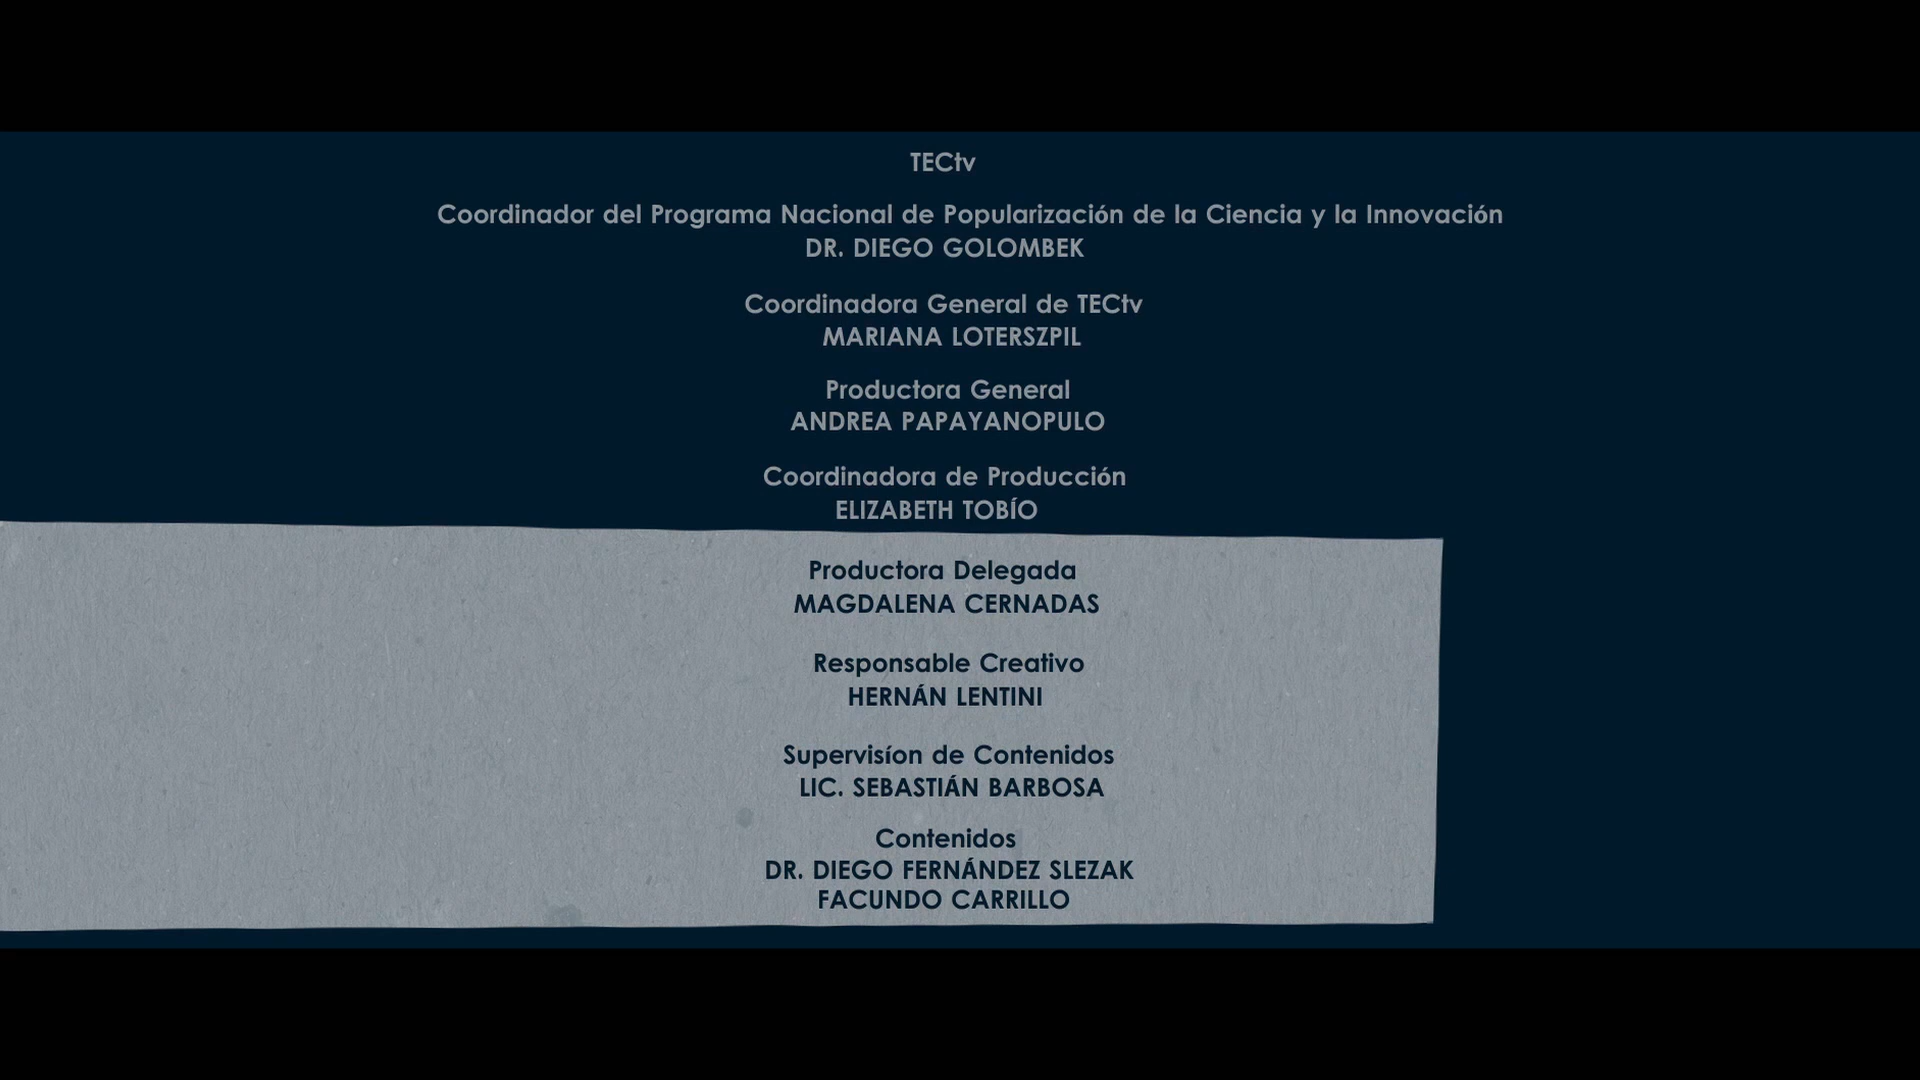 TECtv
Coordinador del Programa Nacional de Popularización de la Ciencia y la Innovación
DR. DIEGO GOLOMBEK
Coordinadora General de TECtv
MARIANA LOTERSZPIL
Productora General
ANDREA PAPAYANOPULO
Coordinadora de Producción
ELIZABETH TOBÍO
Productora Delegada
MAGDALENA CERNADAS
Responsable Creativo
HERNÁN LENTINI
Supervisíon de Contenidos
LIC. SEBASTIÁN BARBOSA
Contenidos
DR. DIEGO FERNÁNDEZ SLEZAK
FACUNDO CARRILLO